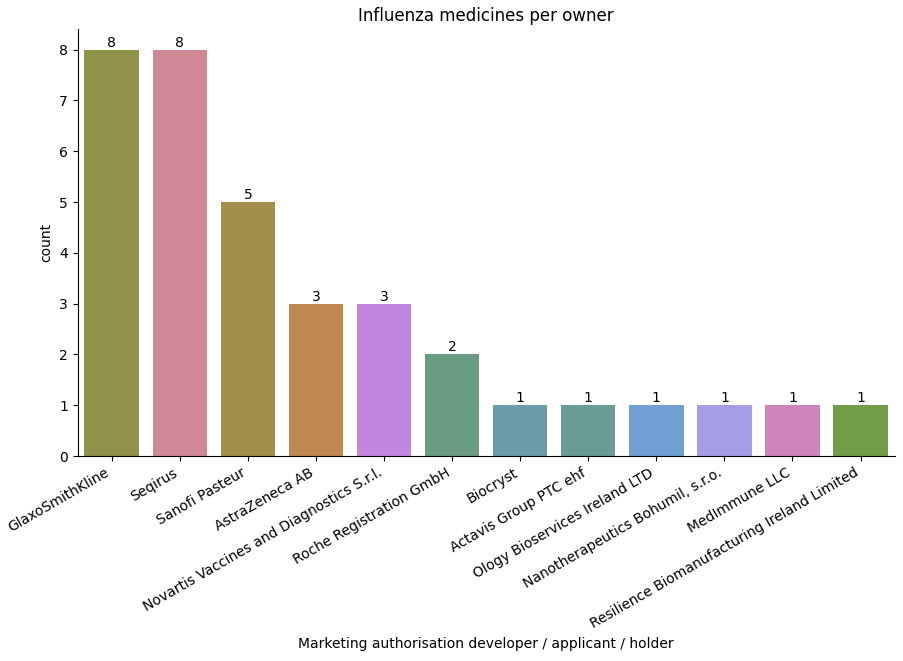 Influenza medicines per owner
8
7
6
5
4
3
2
1
0
count
8
8
5
3
3
2
1
1
1
1
1
1
GlaxoSmithKline
Seqirus
Sanofi Pasteur
AstraZeneca AB
Novartis Vaccines and Diagnostics S.r.l.
Roche Registration GmbH
Biocryst
Actavis Group PTC ehf
Ology Bioservices Ireland LTD
Nanotherapeutics Bohumil, s.r.o.
MedImmune LLC
Resilience Biomanufacturing Ireland Limited
Marketing authorisation developer / applicant / holder